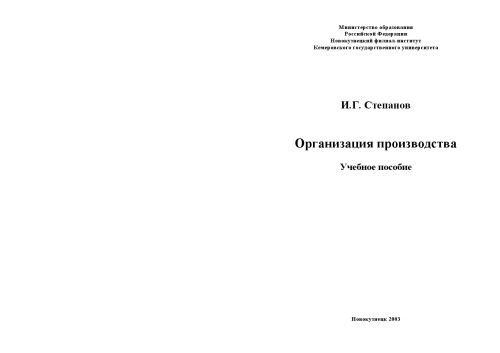 Министерство образования
Российской Федерации
Новокузнецкий филиал-институт
Кемеровского государственного университета
И.Г. Степанов
Организация производства
Учебное пособие
Новокузнецк 2003